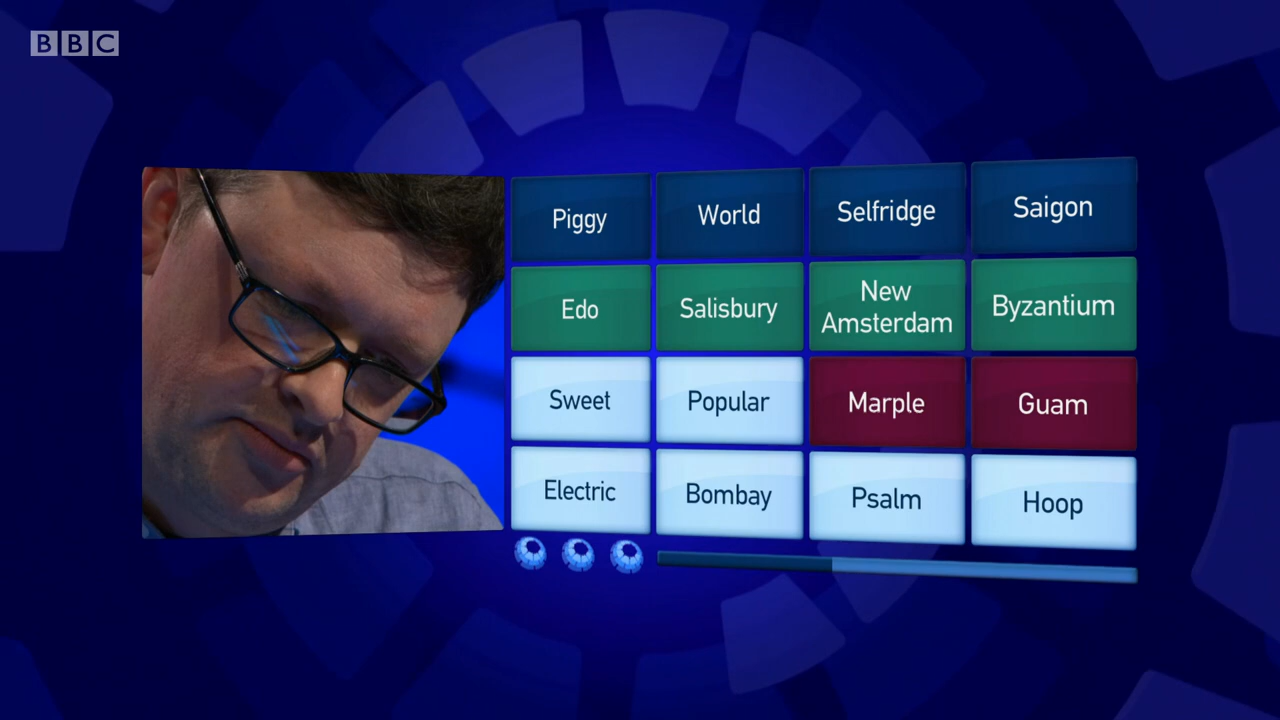 BBC
Piggy
World
Selfridge
Saigon
Edo
Salisbury
New
Amsterdam
Byzantium
Sweet
Popular
Marple
Guam
Electric
Bombay
Psalm
Hoop